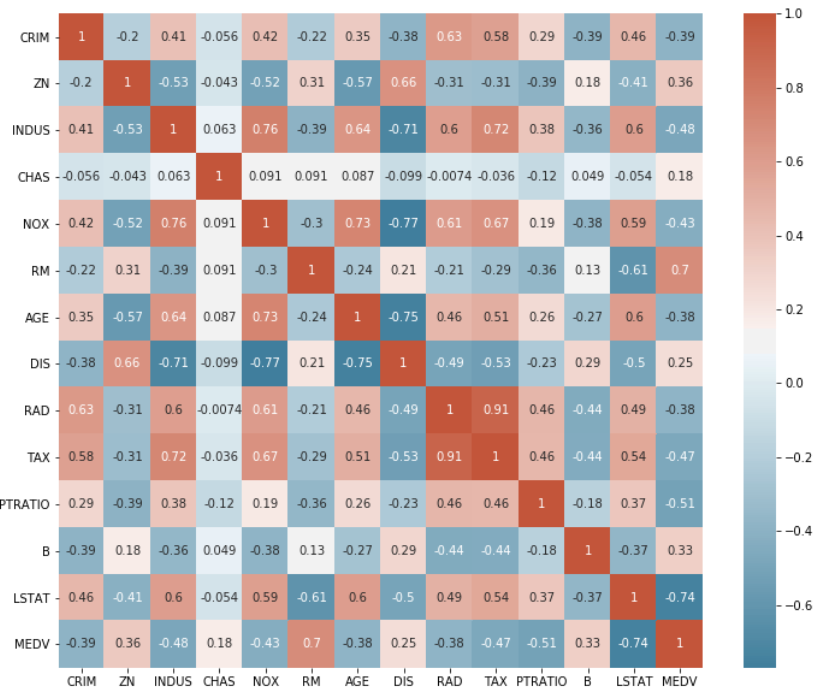 CRIM 1 -0.2 0.41 -0.056 0.42 -0.22 0.35 -0.38 0.63 0.58 0.29 -0.39 0.46 -0.39
ZN -0.2 1 -0.53 -0.043 -0.52 0.31 -0.57 0.66 -0.31 -0.31 -0.39 0.18 -0.41 0.36
INDUS 0.41 -0.53 1 0.063 0.76 -0.39 0.64 -0.71 0.6 0.72 0.38 -0.36 0.6 -0.48
CHAS -0.056 -0.043 0.063 1 0.091 0.091 0.087 -0.099 -0.0074 -0.036 -0.12 0.049 -0.054 0.18
NOX 0.42 -0.52 0.76 0.091 1 -0.3 0.73 -0.77 0.61 0.67 0.19 -0.38 0.59 -0.43
RM -0.22 0.31 -0.39 0.091 -0.3 1 -0.24 0.21 -0.21 -0.29 -0.36 0.13 -0.61 0.7
AGE 0.35 -0.57 0.64 0.087 0.73 -0.24 1 -0.75 0.46 0.51 0.26 -0.27 0.6 -0.38
DIS -0.38 0.66 -0.71 -0.099 -0.77 0.21 -0.75 1 -0.49 -0.53 -0.23 0.29 -0.5 0.25
RAD 0.63 -0.31 0.6 -0.0074 0.61 -0.21 0.46 -0.49 1 0.91 0.46 -0.44 0.49 -0.38
TAX 0.58 -0.31 0.72 -0.036 0.67 -0.29 0.51 -0.53 0.91 1 0.46 -0.44 0.54 -0.47
PTRATIO 0.29 -0.39 0.38 -0.12 0.19 -0.36 0.26 -0.23 0.46 0.46 1 -0.18 0.37 -0.51
B -0.39 0.18 -0.36 0.049 -0.38 0.13 -0.27 0.29 -0.44 -0.44 -0.18 1 -0.37 0.33
LSTAT 0.46 -0.41 0.6 -0.054 0.59 -0.61 0.6 -0.5 0.49 0.54 0.37 -0.37 1 -0.74
MEDV -0.39 0.36 -0.48 0.18 -0.43 0.7 -0.38 0.25 -0.38 -0.47 -0.51 0.33 -0.74 1
CRIM ZN INDUS CHAS NOX RM AGE DIS RAD TAX PTRATIO B LSTAT MEDV
1.0
0.8
0.6
0.4
0.2
0.0
-0.2
-0.4
-0.6